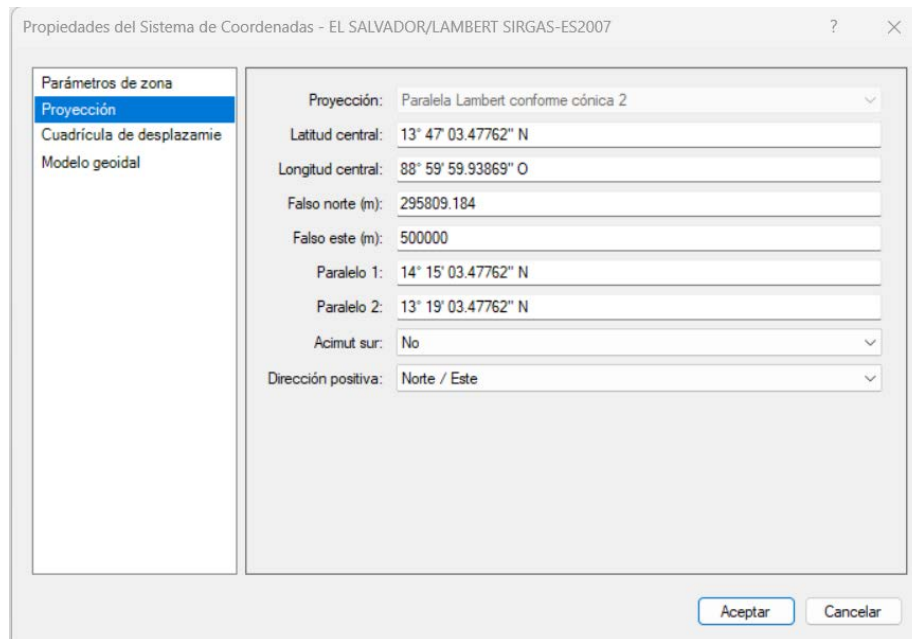 Propiedades del Sistema de Coordenadas - EL SALVADOR/LAMBERT SIRGAS-ES2007
Parámetros de zona
Proyección
Cuadrícula de desplazamie
Modelo geoidal
Proyección: Paralela Lambert conforme cónica 2
Latitud central: 13° 47' 03.47762" N
Longitud central: 88° 59' 59.93869" O
Falso norte (m): 295809.184
Falso este (m): 500000
Paralelo 1: 14° 15' 03.47762" N
Paralelo 2: 13° 19' 03.47762" N
Acimut sur: No
Dirección positiva: Norte / Este
Aceptar Cancelar